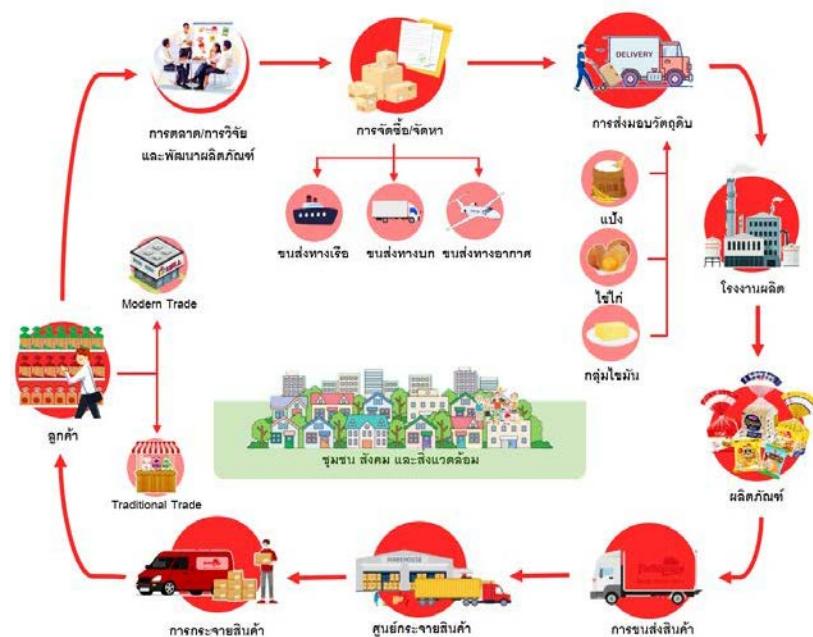 DELIVERY
การตลาด/การวิจัย
และพัฒนาผลิตภัณฑ์
การจัดซื้อ/จัดหา
การส่งมอบวัตถุดิบ
ขนส่งทางเรือ
ขนส่งทางบก
ขนส่งทางอากาศ
แป้ง
ไข่ไก่
กลุ่มไขมัน
โรงงานผลิต
Modern Trade
ลูกค้า
Traditional Trade
ชุมชน สังคม และสิ่งแวดล้อม
ผลิตภัณฑ์
WAREHOUSE
การกระจายสินค้า
ศูนย์กระจายสินค้า
การขนส่งสินค้า